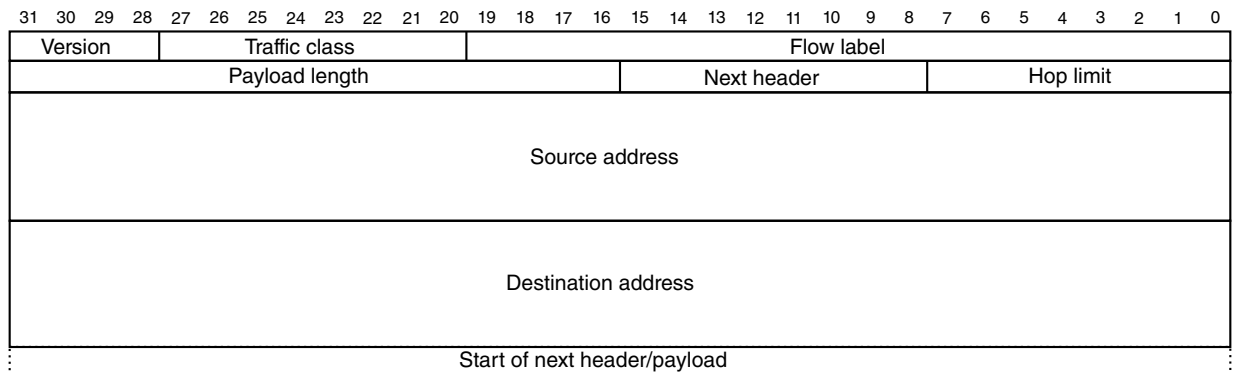 31 30 29 28 27 26 25 24 23 22 21 20 19 18 17 16 15 14 13 12 11 10 9 8 7 6 5 4 3 2 1 0
Version Traffic class Flow label
Payload length Next header Hop limit
Source address
Destination address
Start of next header/payload